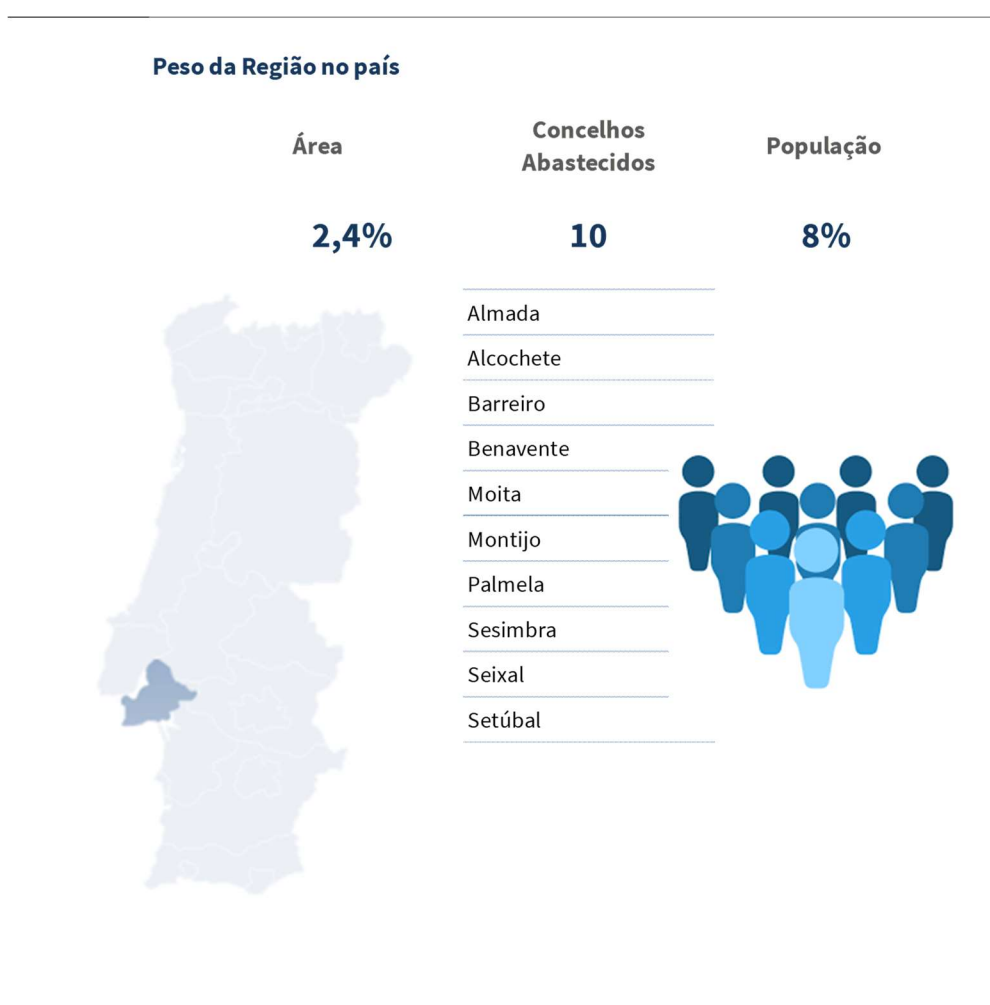 Peso da Região no país
Área
Concelhos
Abastecidos
População
2,4%
10
8%
Almada
Alcochete
Barreiro
Benavente
Moita
Montijo
Palmela
Sesimbra
Seixal
Setúbal